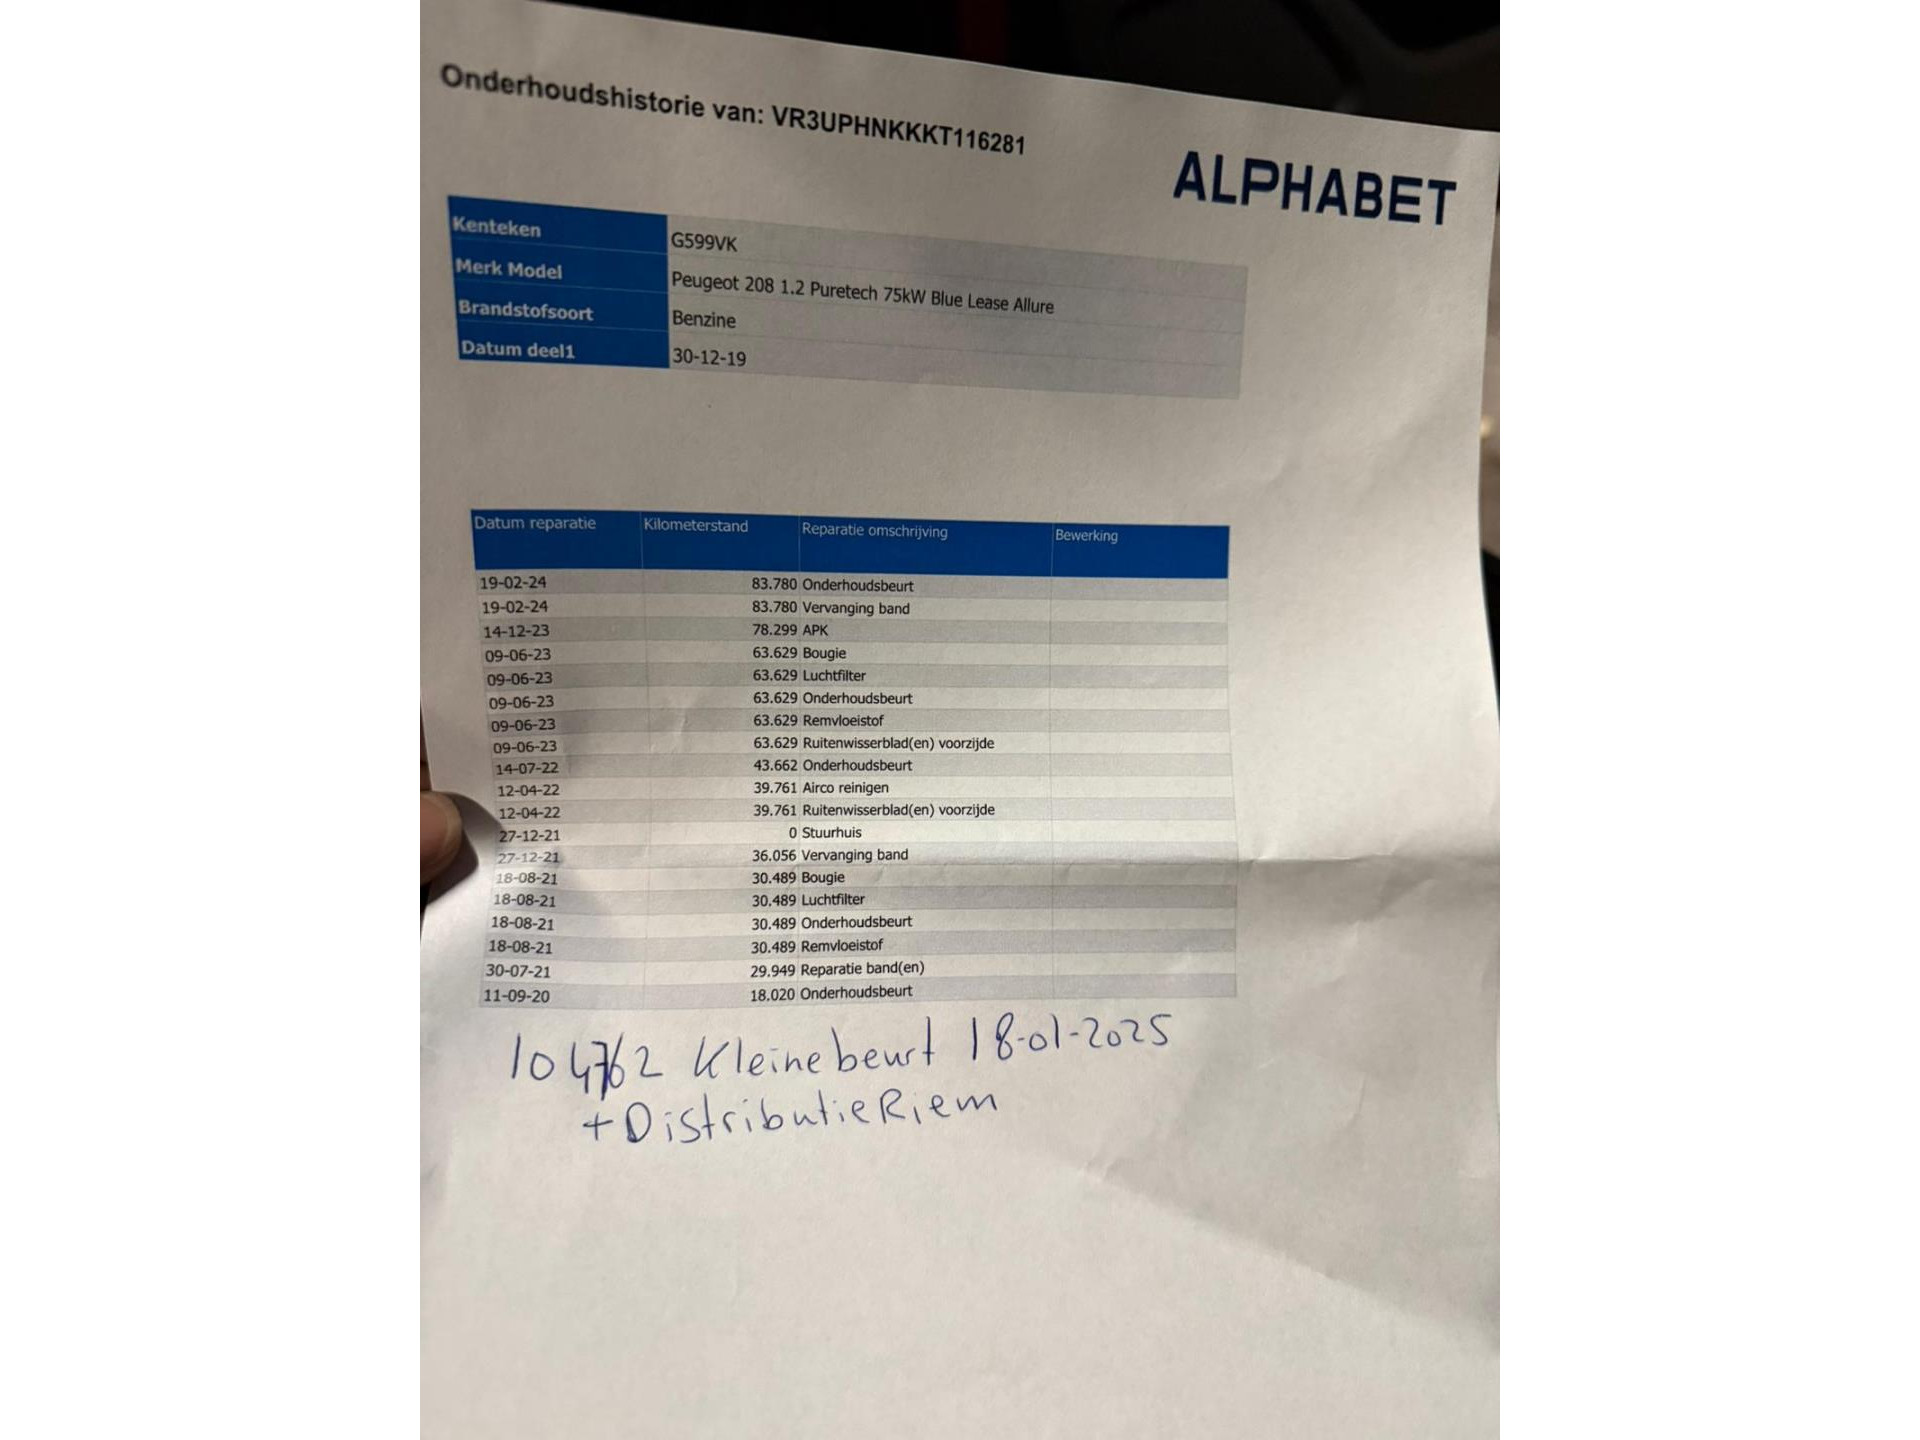 Onderhoudshistorie van: VR3UPHNKKKT116281
ALPHABET
Kenteken G599VK
Merk Model Peugeot 208 1.2 Puretech 75kW Blue Lease Allure
Brandstofsoort Benzine
Datum deel1 30-12-19
Datum reparatie Kilometerstand Reparatie omschrijving Bewerking
19-02-24 83.780 Onderhoudsbeurt
19-02-24 83.780 Vervanging band
14-12-23 78.299 APK
09-06-23 63.629 Bougie
09-06-23 63.629 Luchtfilter
09-06-23 63.629 Onderhoudsbeurt
09-06-23 63.629 Remvloeistof
09-06-23 63.629 Ruitenwisserblad(en) voorzijde
14-07-22 43.662 Onderhoudsbeurt
12-04-22 39.761 Airco reinigen
12-04-22 39.761 Ruitenwisserblad(en) voorzijde
27-12-21 0 Stuurhuis
27-12-21 36.056 Vervanging band
18-08-21 30.489 Bougie
18-08-21 30.489 Luchtfilter
18-08-21 30.489 Onderhoudsbeurt
18-08-21 30.489 Remvloeistof
30-07-21 29.949 Reparatie band(en)
11-09-20 18.020 Onderhoudsbeurt
104762 Kleine beurt 18-01-2025
+ DistributieRiem